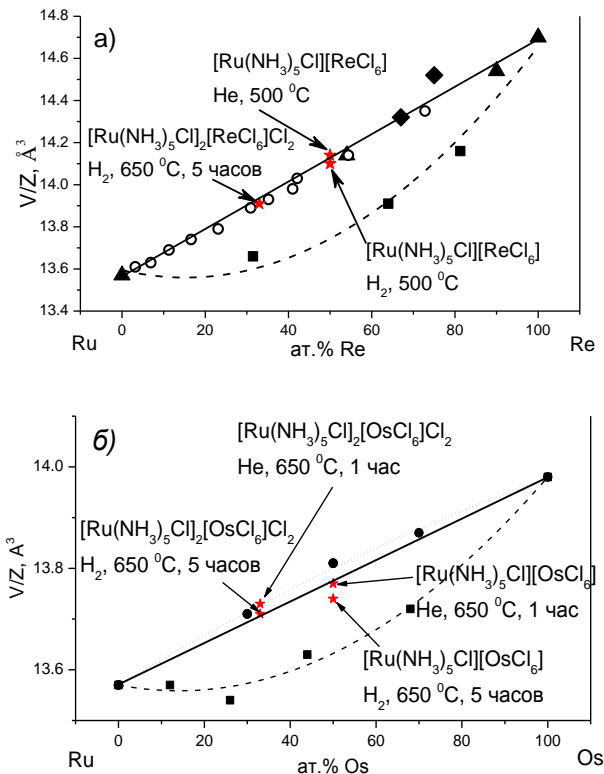 а)
14.8
14.6
14.4
14.2
14.0
13.8
13.6
13.4
V/Z, Å³
[Ru(NH₃)₅Cl][ReCl₆]
He, 500 ⁰C
[Ru(NH₃)₅Cl]₂[ReCl₆]Cl₂
H₂, 650 ⁰C, 5 часов
[Ru(NH₃)₅Cl][ReCl₆]
H₂, 500 ⁰C
0 20 40 60 80 100
Ru ат.% Re Re
б)
14.0
13.8
13.6
V/Z, A³
[Ru(NH₃)₅Cl]₂[OsCl₆]Cl₂
He, 650 ⁰C, 1 час
[Ru(NH₃)₅Cl]₂[OsCl₆]Cl₂
H₂, 650 ⁰C, 5 часов
[Ru(NH₃)₅Cl][OsCl₆]
He, 650 ⁰C, 1 час
[Ru(NH₃)₅Cl][OsCl₆]
H₂, 650 ⁰C, 5 часов
0 20 40 60 80 100
Ru ат.% Os Os